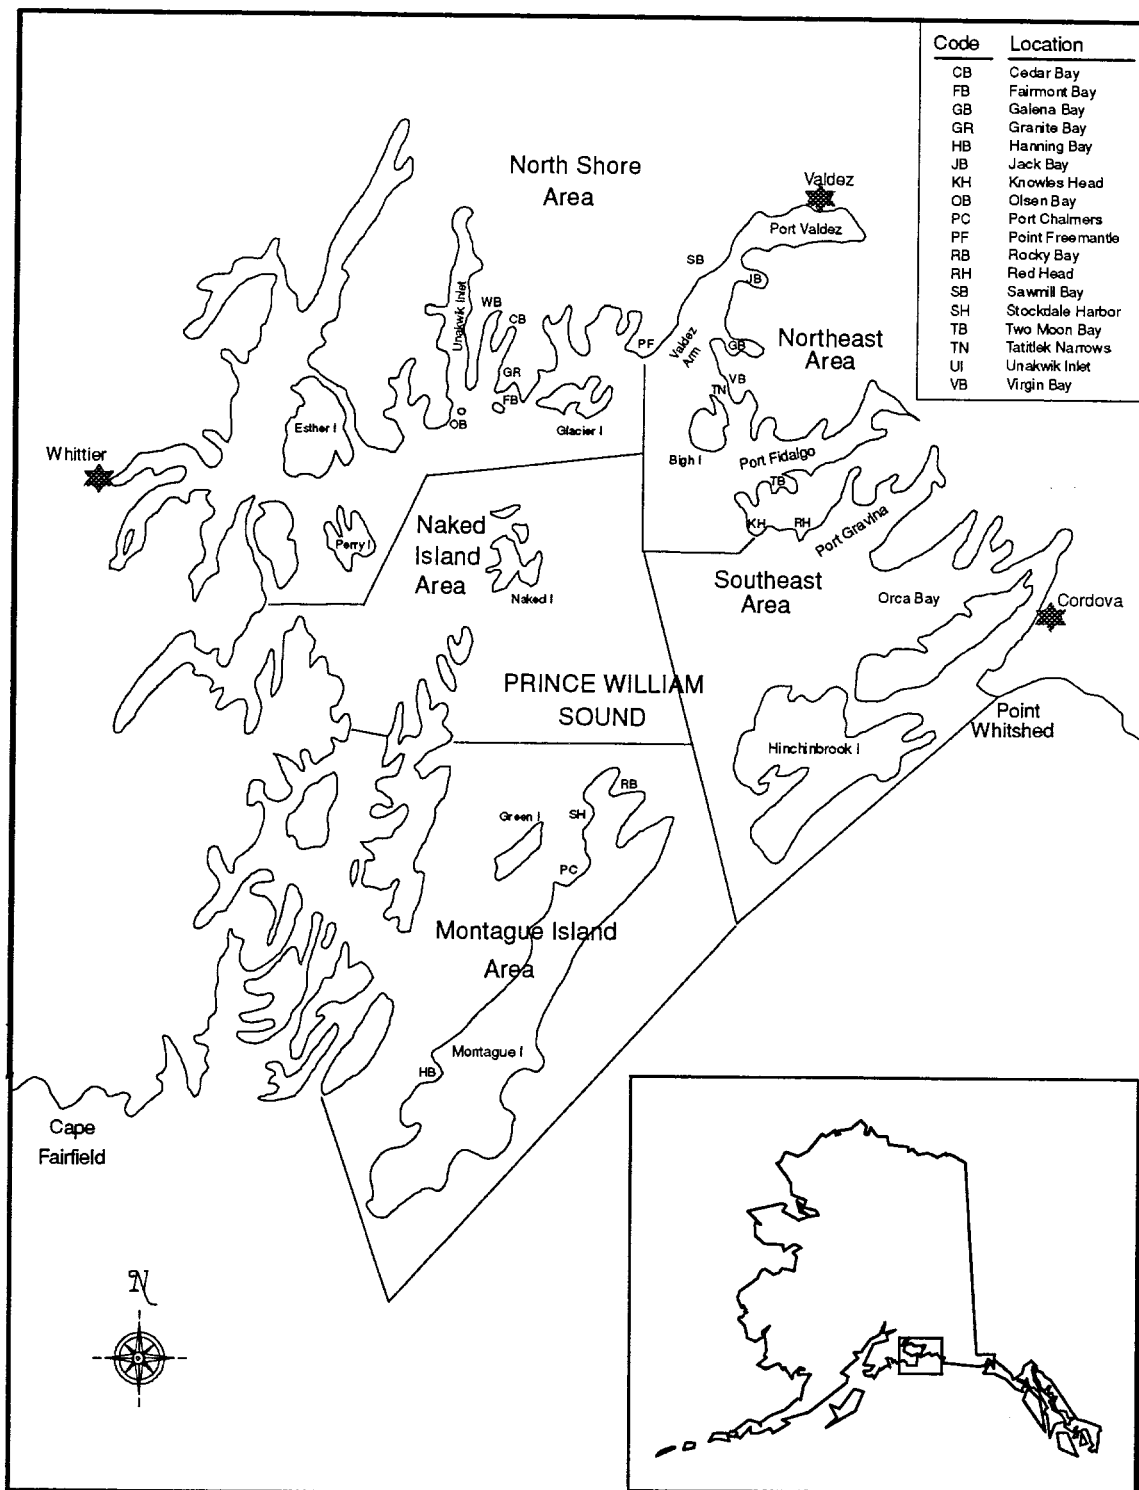 Code Location
CB Cedar Bay
FB Fairmont Bay
GB Galena Bay
GR Granite Bay
HB Hanning Bay
JB Jack Bay
KH Knowles Head
OB Olsen Bay
PC Port Chalmers
PF Point Freemantle
RB Rocky Bay
RH Red Head
SB Sawmill Bay
SH Stockdale Harbor
TB Two Moon Bay
TN Tatitlek Narrows
UI Unakwik Inlet
VB Virgin Bay
North Shore
Area
Valdez
Port Valdez
SB
JB
Unakwik Inlet
WB
CB
PF
Valdez
Arm
GB
Northeast
Area
GR
FB
OB
VB
TN
Esther I
Glacier I
Bigh I
Port Fidalgo
TB
Whittier
KH
RH
Port Gravina
Perry I
Naked
Island
Area
Naked I
Southeast
Area
Orca Bay
Cordova
PRINCE WILLIAM
SOUND
Point
Whitshed
Hinchinbrook I
RB
SH
Green I
PC
Montague Island
Area
Montague I
HB
Cape
Fairfield
N